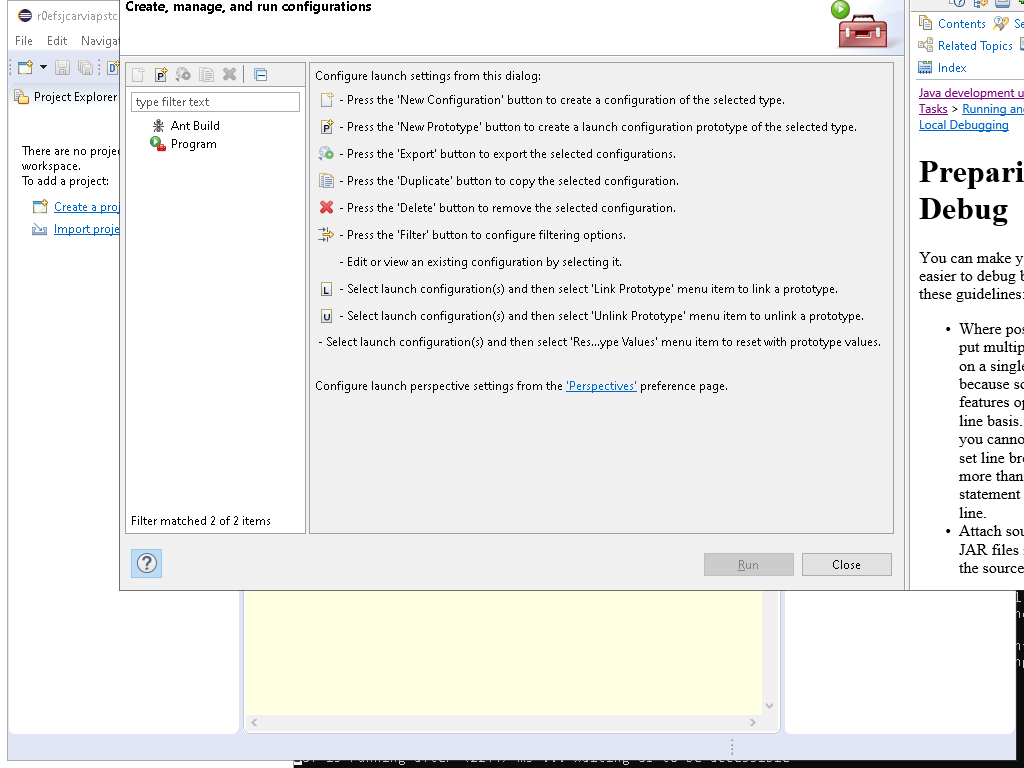 Create, manage, and run configurations
r0efsjcarviapstc
File Edit Naviga
Project Explorer
There are no proje
workspace.
To add a project:
Create a proj
Import proje
type filter text
Ant Build
Program
Filter matched 2 of 2 items
Configure launch settings from this dialog:
- Press the 'New Configuration' button to create a configuration of the selected type.
- Press the 'New Prototype' button to create a launch configuration prototype of the selected type.
- Press the 'Export' button to export the selected configurations.
- Press the 'Duplicate' button to copy the selected configuration.
- Press the 'Delete' button to remove the selected configuration.
- Press the 'Filter' button to configure filtering options.
- Edit or view an existing configuration by selecting it.
- Select launch configuration(s) and then select 'Link Prototype' menu item to link a prototype.
- Select launch configuration(s) and then select 'Unlink Prototype' menu item to unlink a prototype.
- Select launch configuration(s) and then select 'Res...ype Values' menu item to reset with prototype values.
Configure launch perspective settings from the 'Perspectives' preference page.
Run Close
Contents Se
Related Topics
Index
Java development u
Tasks > Running and
Local Debugging
Prepari
Debug
You can make y
easier to debug b
these guidelines:
• Where pos
put multip
on a single
because so
features op
line basis.
you canno
set line bre
more than
statement
line.
• Attach sou
JAR files
the source
is running after
ms ... waiting
to be accessible